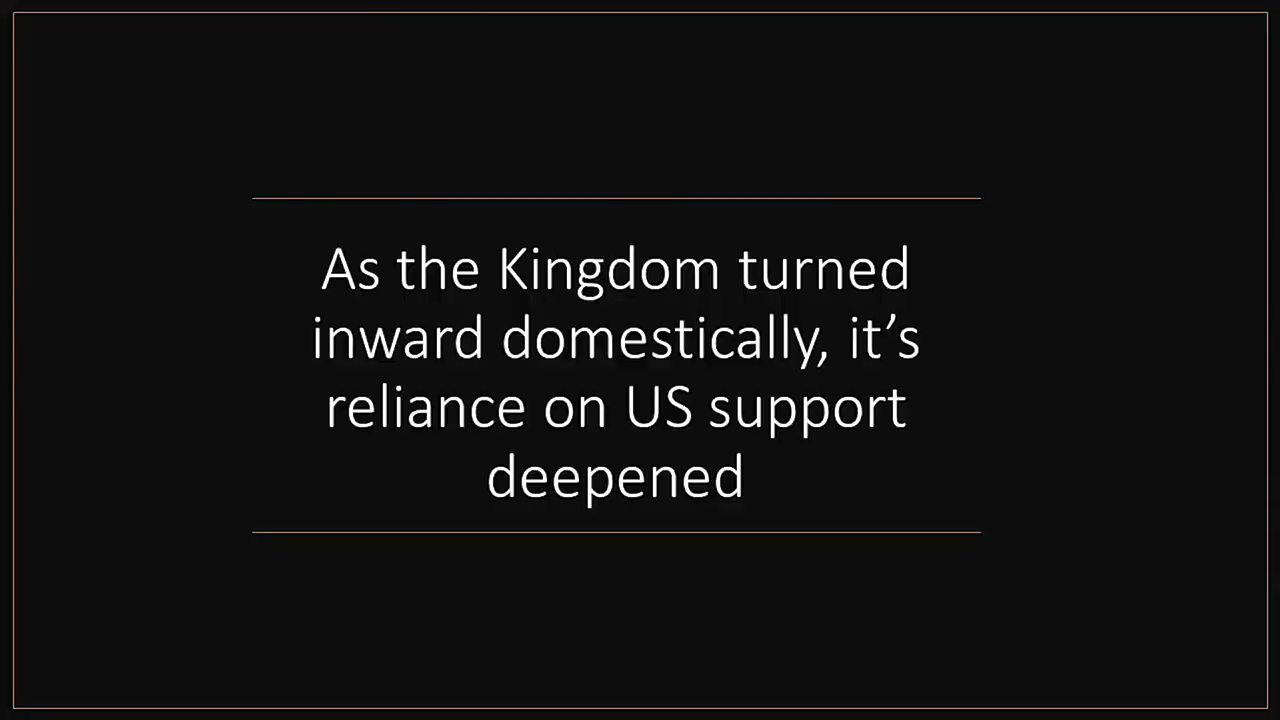 As the Kingdom turned
inward domestically, it’s
reliance on US support
deepened